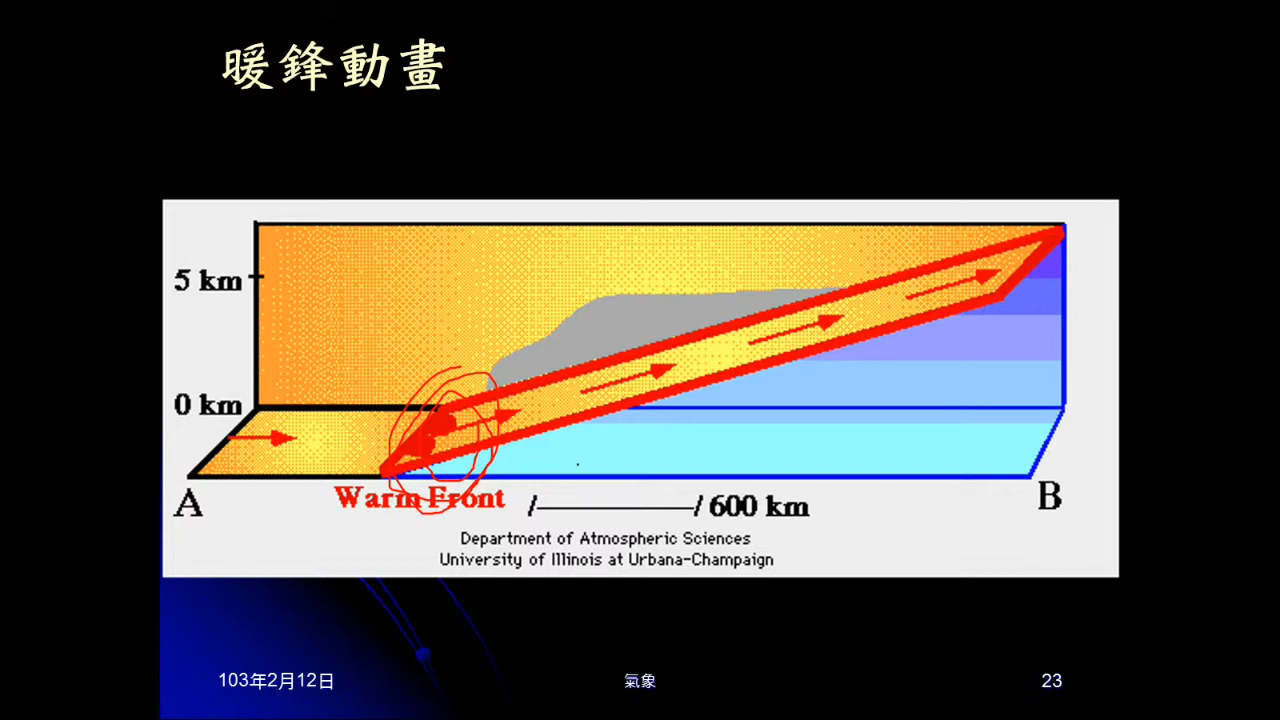 暖鋒動畫
5 km
0 km
A
Warm Front
/ / 600 km
B
Department of Atmospheric Sciences
University of Illinois at Urbana-Champaign
103年2月12日
氣象
23